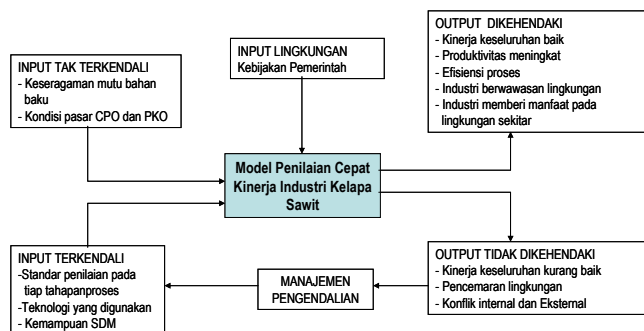 INPUT TAK TERKENDALI
- Keseragaman mutu bahan
baku
- Kondisi pasar CPO dan PKO
INPUT LINGKUNGAN
Kebijakan Pemerintah
OUTPUT DIKEHENDAKI
- Kinerja keseluruhan baik
- Produktivitas meningkat
- Efisiensi proses
- Industri berwawasan lingkungan
- Industri memberi manfaat pada
lingkungan sekitar
Model Penilaian Cepat
Kinerja Industri Kelapa
Sawit
INPUT TERKENDALI
-Standar penilaian pada
tiap tahapanproses
-Teknologi yang digunakan
- Kemampuan SDM
MANAJEMEN
PENGENDALIAN
OUTPUT TIDAK DIKEHENDAKI
- Kinerja keseluruhan kurang baik
- Pencemaran lingkungan
- Konflik internal dan Eksternal